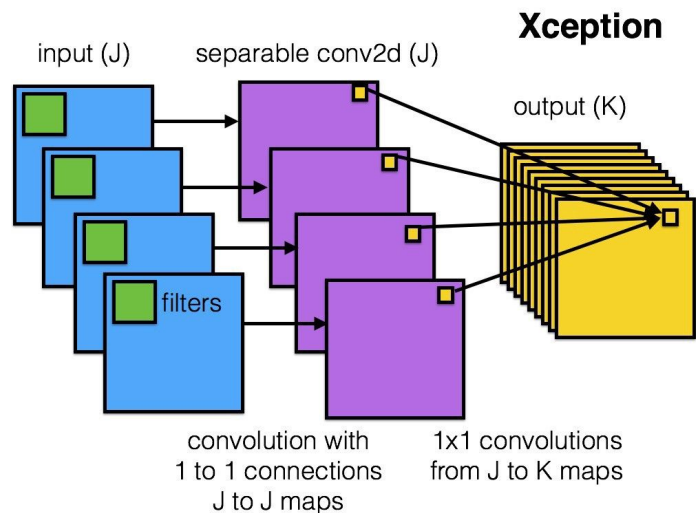 Xception
input (J)
separable conv2d (J)
output (K)
filters
convolution with
1 to 1 connections
J to J maps
1x1 convolutions
from J to K maps